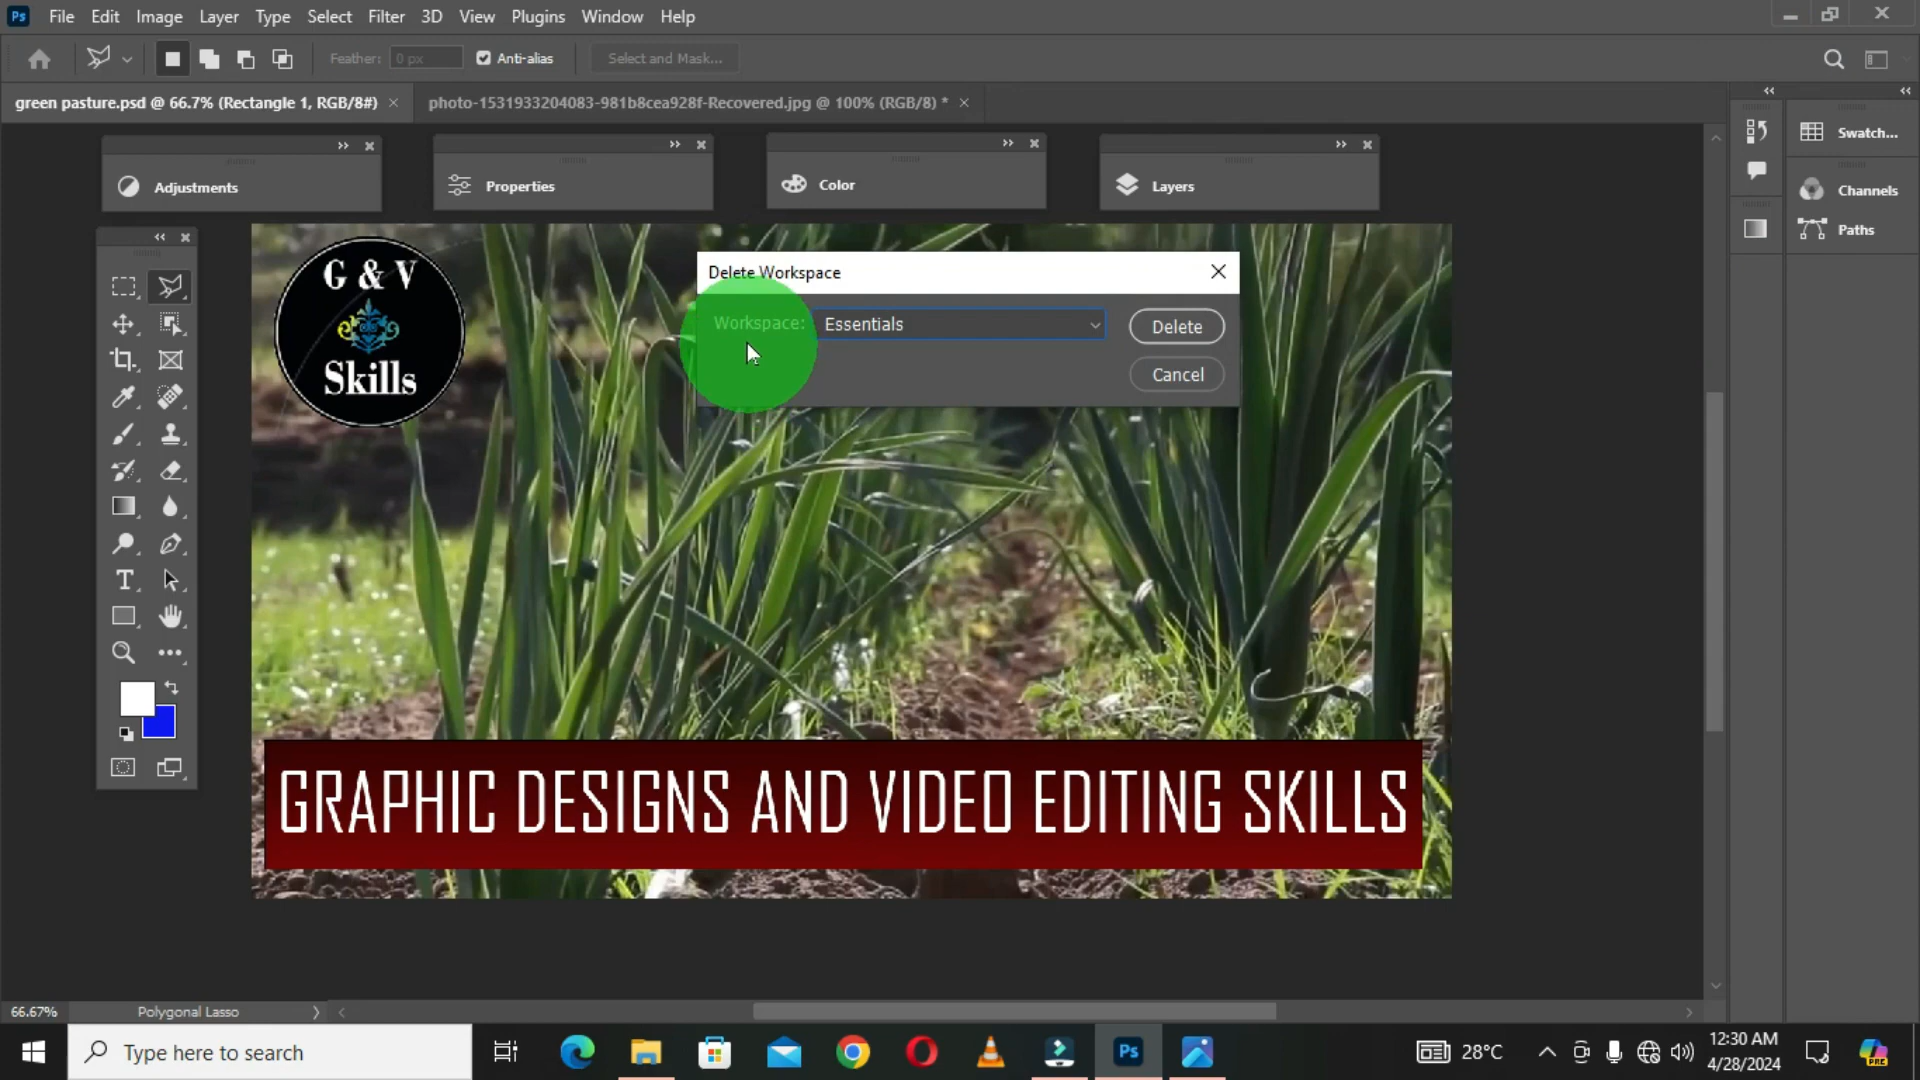 Ps File Edit Image Layer Type Select Filter 3D View Plugins Window Help
Feather: 0 px Anti-alias Select and Mask...
green pasture.psd @ 66.7% (Rectangle 1, RGB/8#) photo-1531933204083-981b8cea928f-Recovered.jpg @ 100% (RGB/8) *
Adjustments
Properties
Color
Layers
Swatch...
Channels
Paths
G & V
Skills
Delete Workspace
Workspace: Essentials
Delete
Cancel
T
GRAPHIC DESIGNS AND VIDEO EDITING SKILLS
66.67% Polygonal Lasso
Type here to search
Ps
28°C
12:30 AM
4/28/2024
PRE